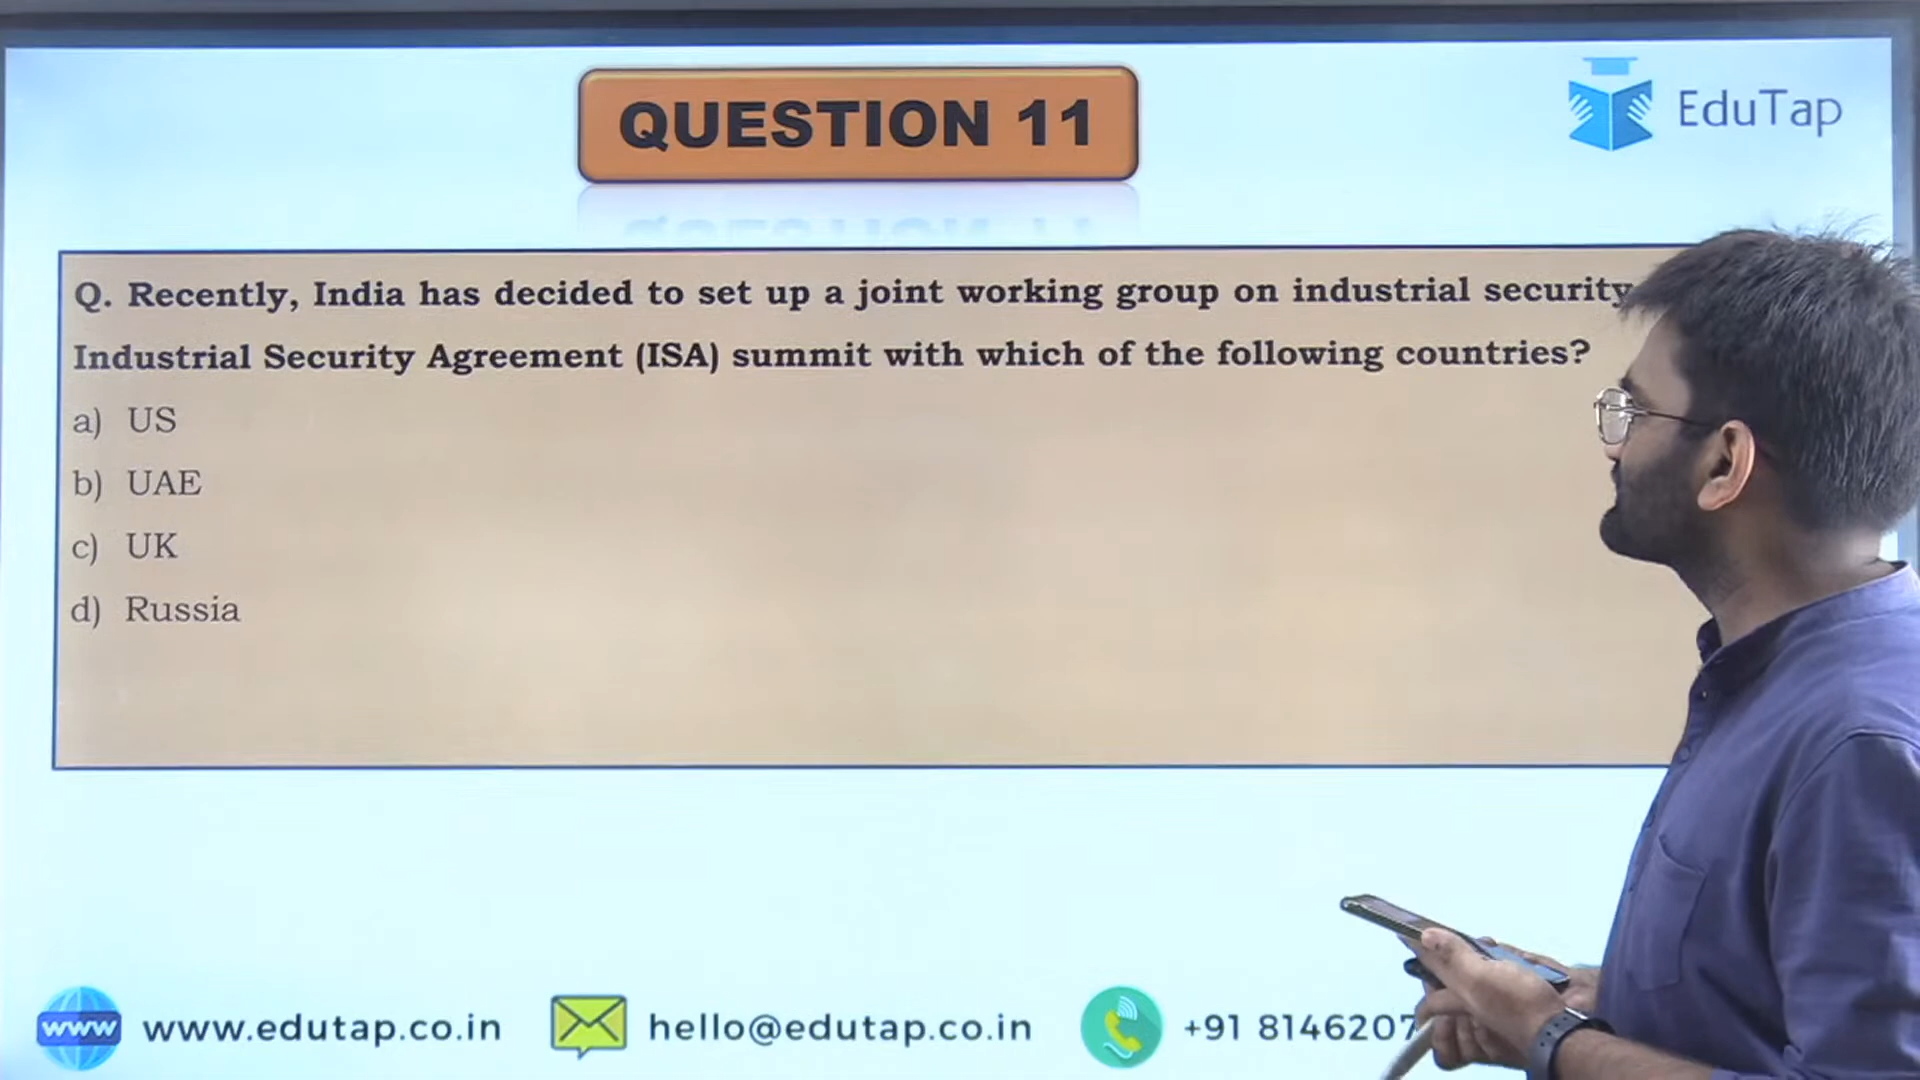 QUESTION 11
EduTap
Q. Recently, India has decided to set up a joint working group on industrial security
Industrial Security Agreement (ISA) summit with which of the following countries?
a) US
b) UAE
c) UK
d) Russia
www
www.edutap.co.in
hello@edutap.co.in
+91 8146207